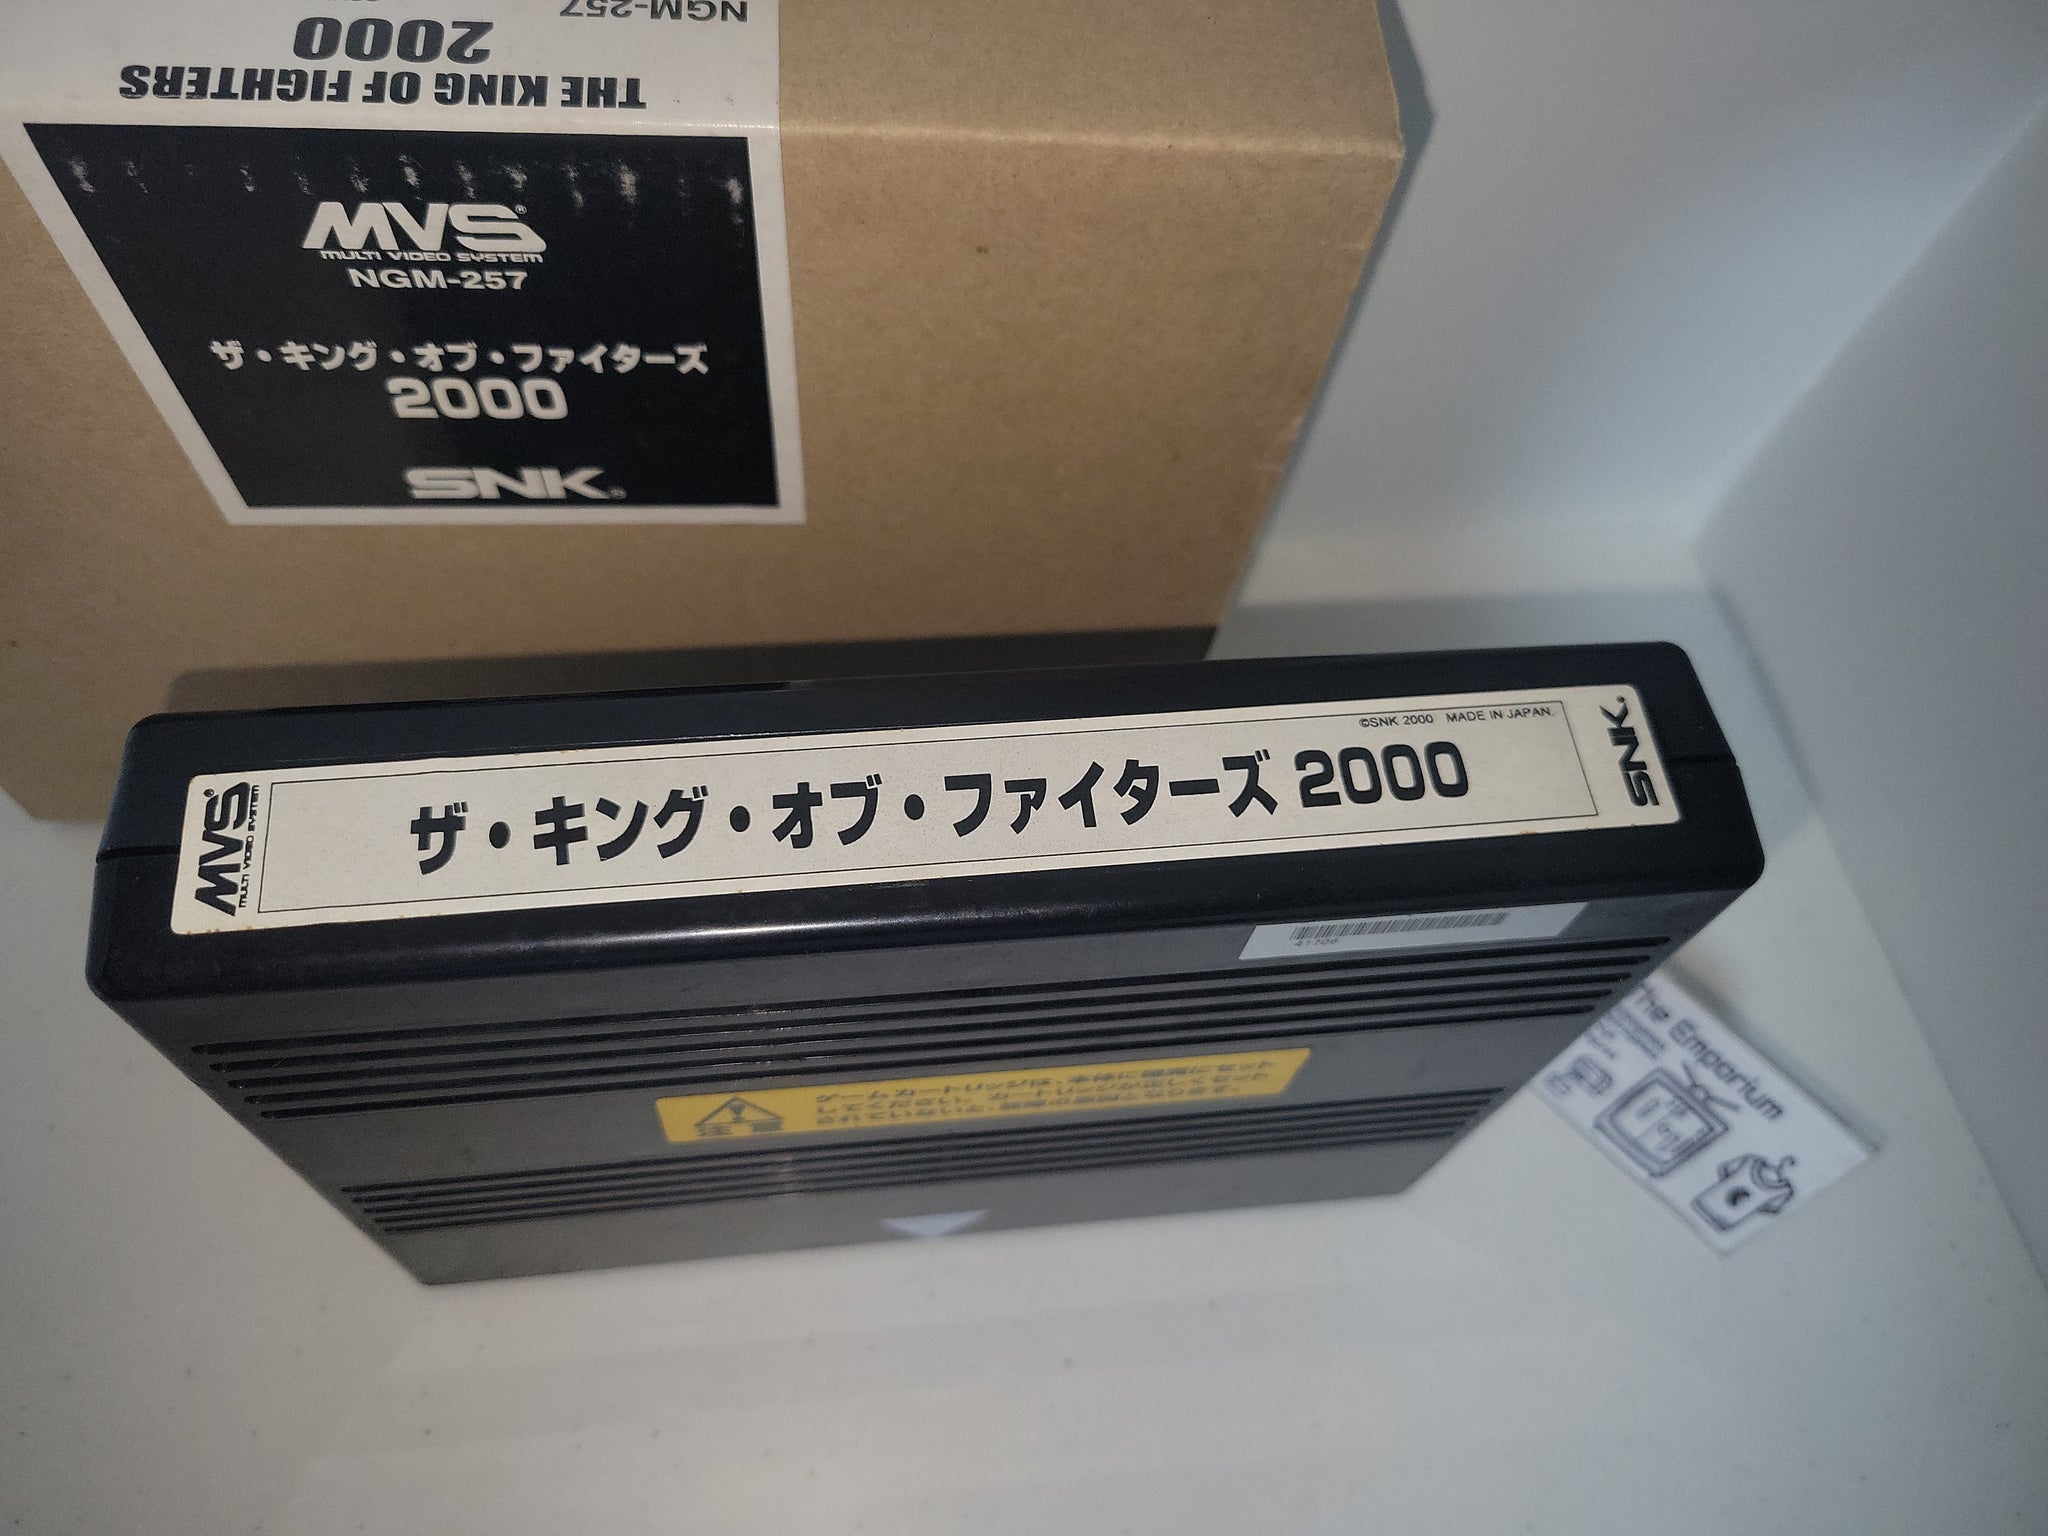 NGM-257
2000
THE KING OF FIGHTERS
MVS®
MULTI VIDEO SYSTEM
NGM-257
ザ・キング・オブ・ファイターズ
2000
SNK®
MVS®
MULTI VIDEO SYSTEM
ザ・キング・オブ・ファイターズ 2000
©SNK 2000 MADE IN JAPAN.
SNK.
41706
注意
The Emporium